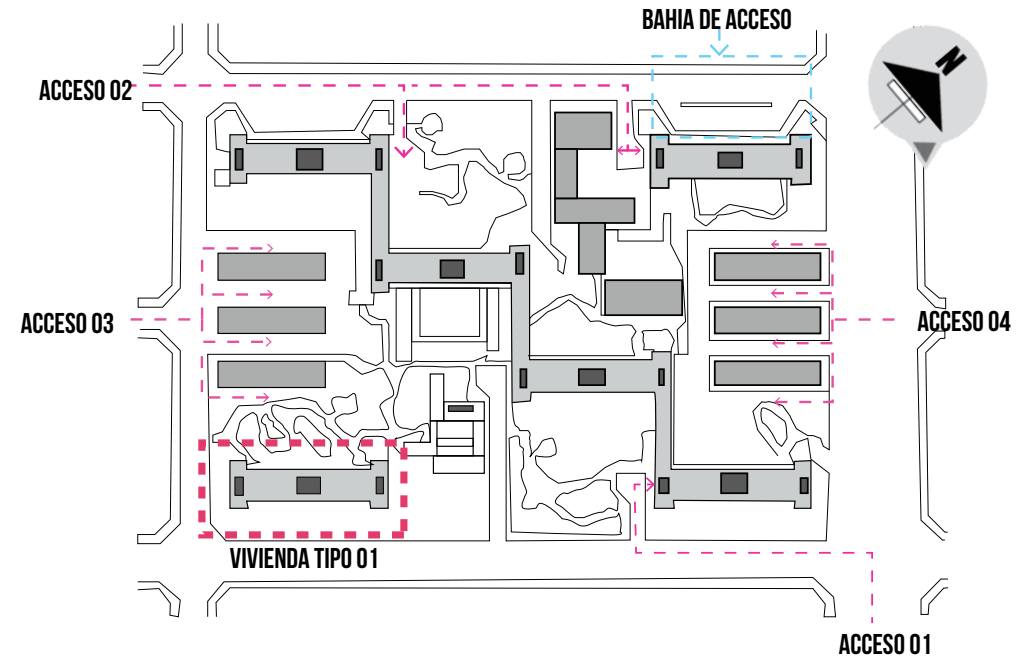 BAHIA DE ACCESO
N
ACCESO 02
ACCESO 03
ACCESO 04
VIVIENDA TIPO 01
ACCESO 01